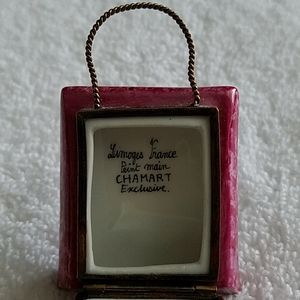 Limoges France
Peint main
CHAMART
Exclusive.